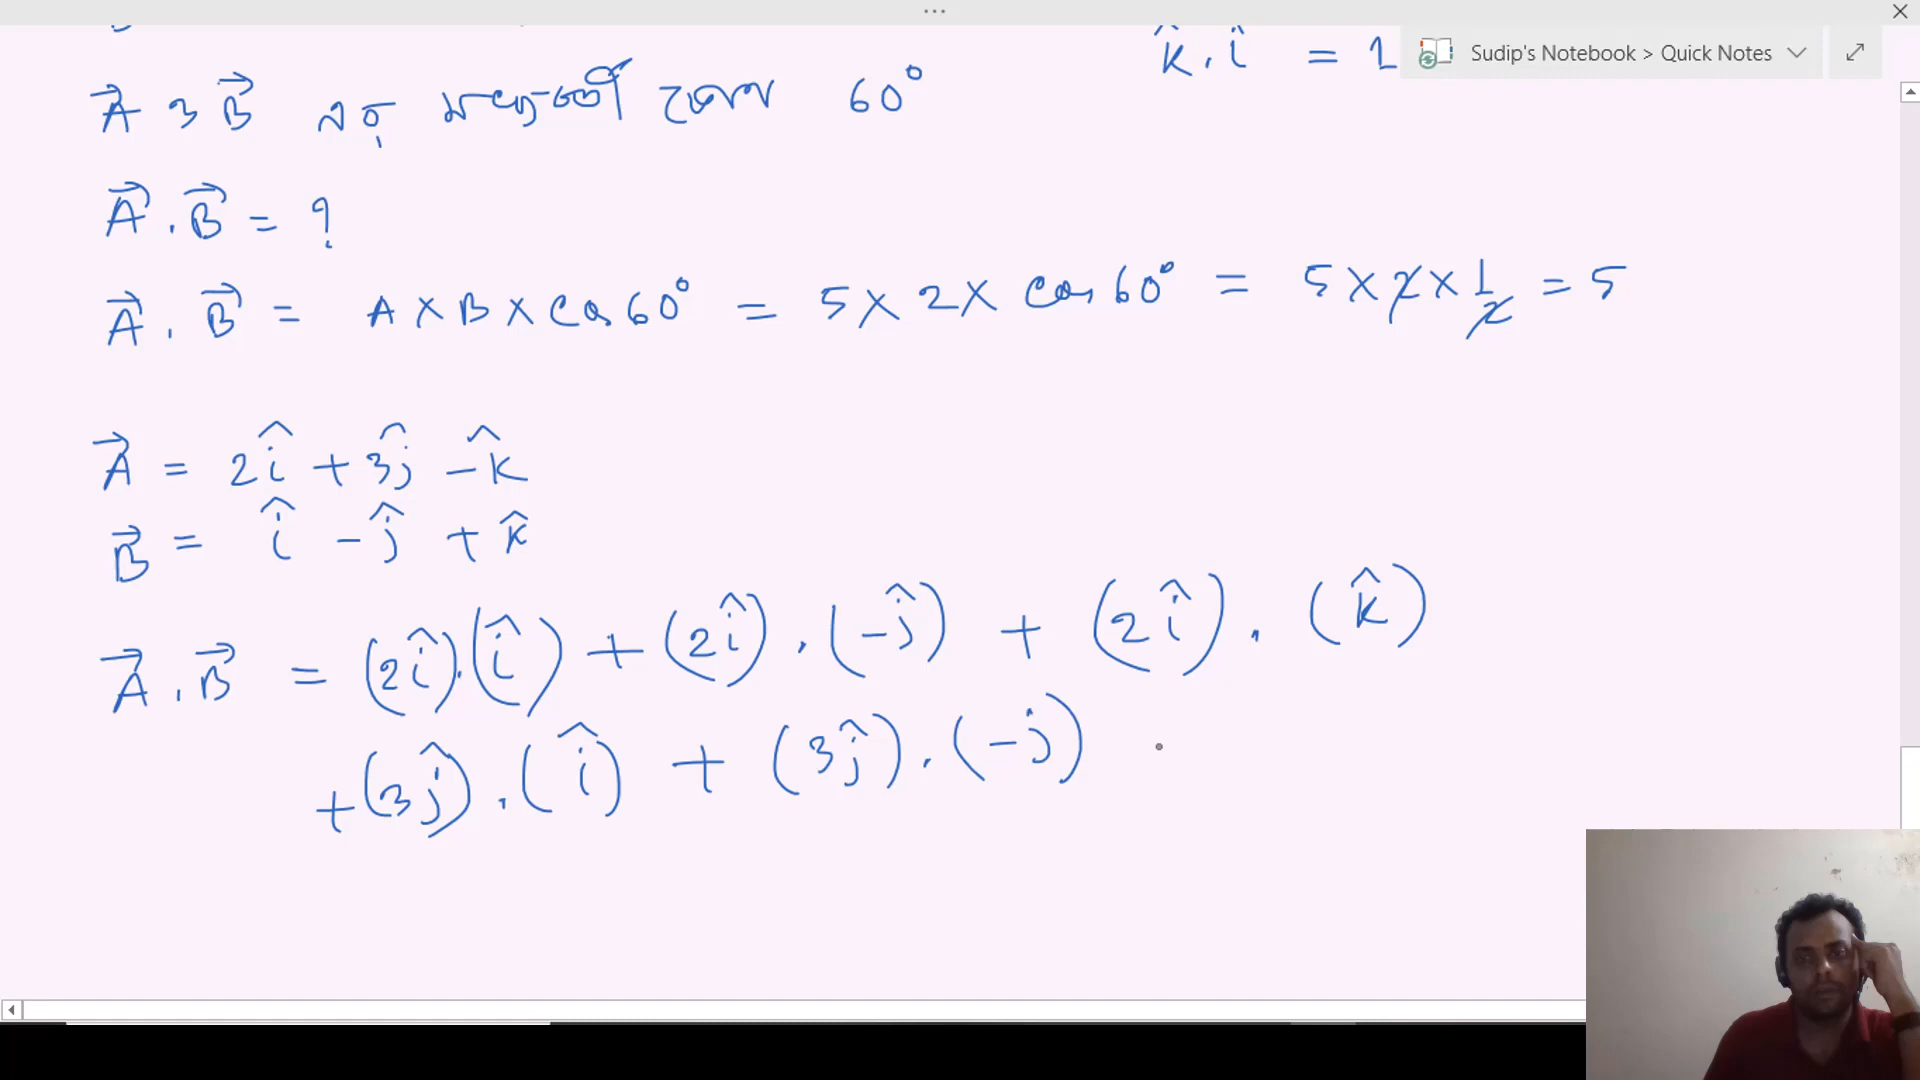 k̂ . î = 1
Sudip's Notebook > Quick Notes
A⃗ ও B⃗ এর মধ্যবর্তী কোণ 60°
A⃗ . B⃗ = ?
A⃗ . B⃗ = A × B × cos 60° = 5 × 2 × cos 60° = 5 × 2 × 1/2 = 5
A⃗ = 2î + 3ĵ - k̂
B⃗ = î - ĵ + k̂
A⃗ . B⃗ = (2î).(î) + (2î) . (-ĵ) + (2î) . (k̂)
+ (3ĵ) . (î) + (3ĵ) . (-j)